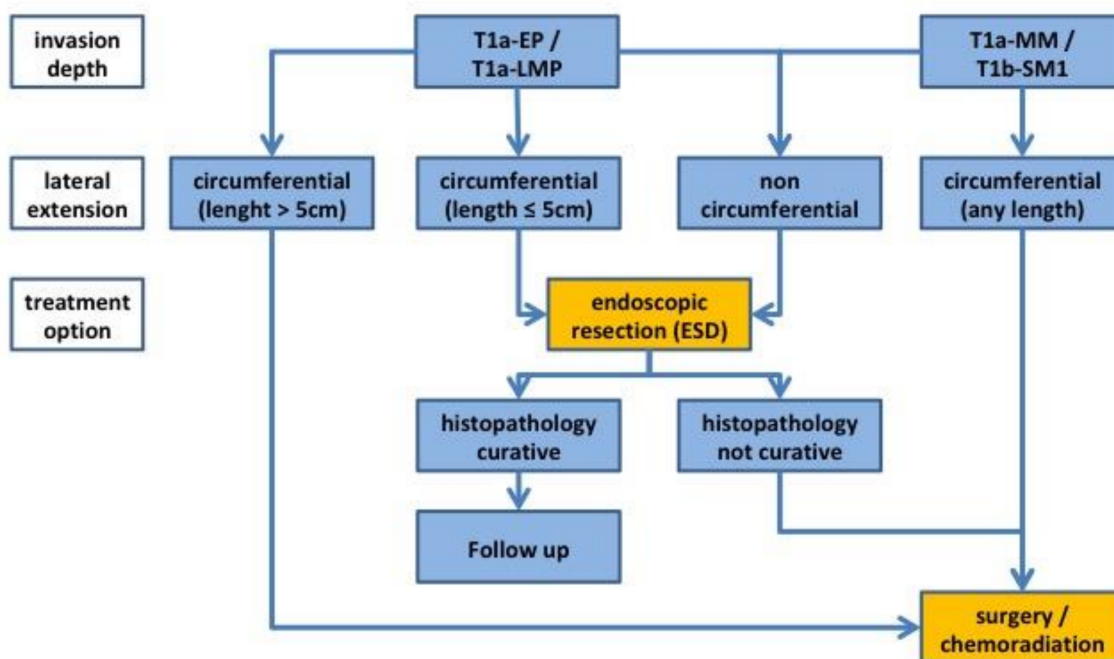 invasion
depth
T1a-EP /
T1a-LMP
T1a-MM /
T1b-SM1
lateral
extension
circumferential
(lenght > 5cm)
circumferential
(length ≤ 5cm)
non
circumferential
circumferential
(any length)
treatment
option
endoscopic
resection (ESD)
histopathology
curative
histopathology
not curative
Follow up
surgery /
chemoradiation